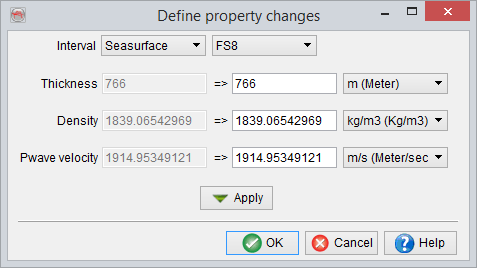 Define property changes
Interval Seasurface FS8
Thickness 766 => 766 m (Meter)
Density 1839.06542969 => 1839.06542969 kg/m3 (Kg/m3)
Pwave velocity 1914.95349121 => 1914.95349121 m/s (Meter/sec
Apply
OK Cancel Help